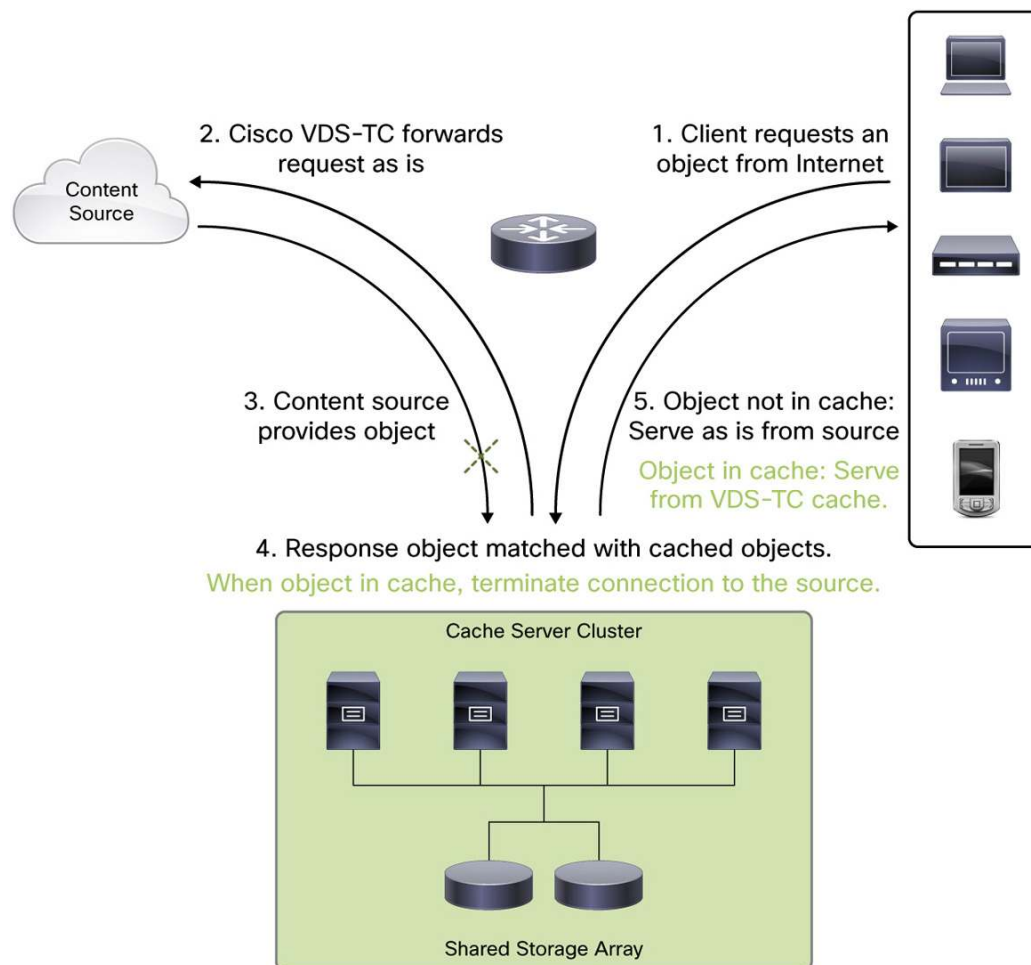 1. Client requests an
object from Internet
2. Cisco VDS-TC forwards
request as is
Content
Source
3. Content source
provides object
5. Object not in cache:
Serve as is from source
Object in cache: Serve
from VDS-TC cache.
4. Response object matched with cached objects.
When object in cache, terminate connection to the source.
Cache Server Cluster
Shared Storage Array